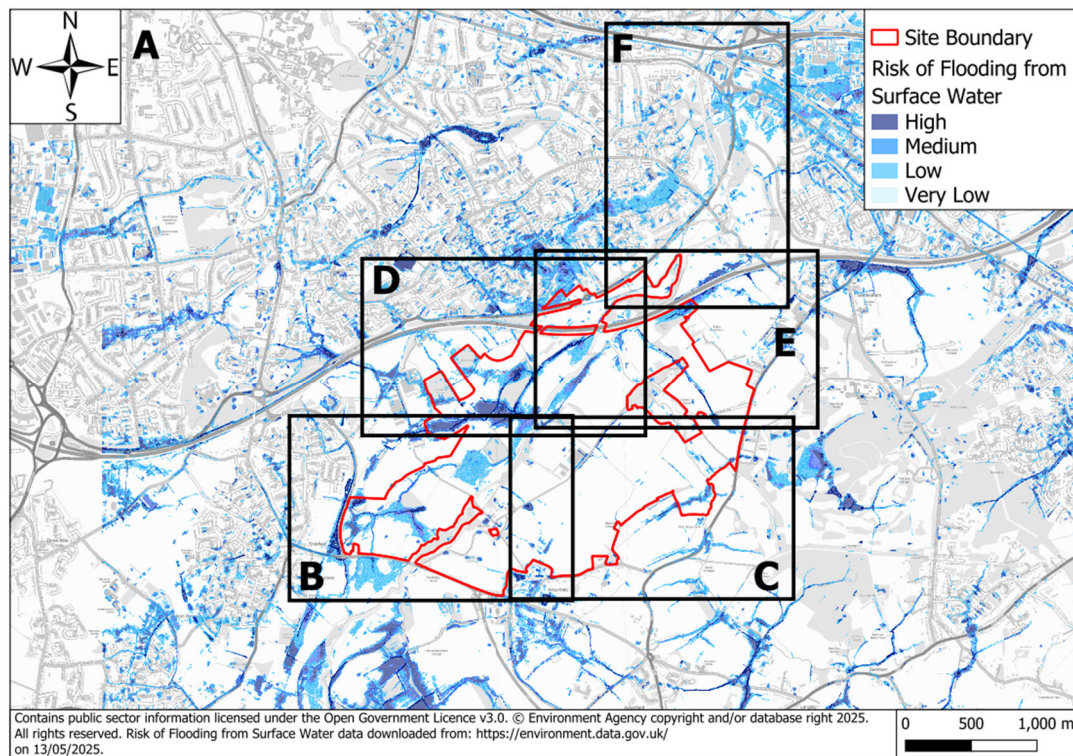 N
W E
S
A
F
Site Boundary
Risk of Flooding from
Surface Water
High
Medium
Low
Very Low
D
E
B
C
Contains public sector information licensed under the Open Government Licence v3.0. © Environment Agency copyright and/or database right 2025.
All rights reserved. Risk of Flooding from Surface Water data downloaded from: https://environment.data.gov.uk/
on 13/05/2025.
0 500 1,000 m